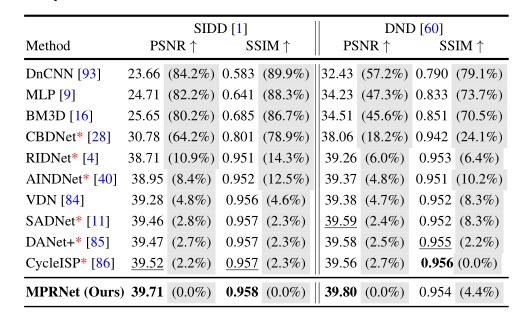 SIDD [1] DND [60]
Method PSNR ↑ SSIM ↑ PSNR ↑ SSIM ↑
DnCNN [93] 23.66 (84.2%) 0.583 (89.9%) 32.43 (57.2%) 0.790 (79.1%)
MLP [9] 24.71 (82.2%) 0.641 (88.3%) 34.23 (47.3%) 0.833 (73.7%)
BM3D [16] 25.65 (80.2%) 0.685 (86.7%) 34.51 (45.6%) 0.851 (70.5%)
CBDNet* [28] 30.78 (64.2%) 0.801 (78.9%) 38.06 (18.2%) 0.942 (24.1%)
RIDNet* [4] 38.71 (10.9%) 0.951 (14.3%) 39.26 (6.0%) 0.953 (6.4%)
AINDNet* [40] 38.95 (8.4%) 0.952 (12.5%) 39.37 (4.8%) 0.951 (10.2%)
VDN [84] 39.28 (4.8%) 0.956 (4.6%) 39.38 (4.7%) 0.952 (8.3%)
SADNet* [11] 39.46 (2.8%) 0.957 (2.3%) 39.59 (2.4%) 0.952 (8.3%)
DANet+* [85] 39.47 (2.7%) 0.957 (2.3%) 39.58 (2.5%) 0.955 (2.2%)
CycleISP* [86] 39.52 (2.2%) 0.957 (2.3%) 39.56 (2.7%) 0.956 (0.0%)
MPRNet (Ours) 39.71 (0.0%) 0.958 (0.0%) 39.80 (0.0%) 0.954 (4.4%)